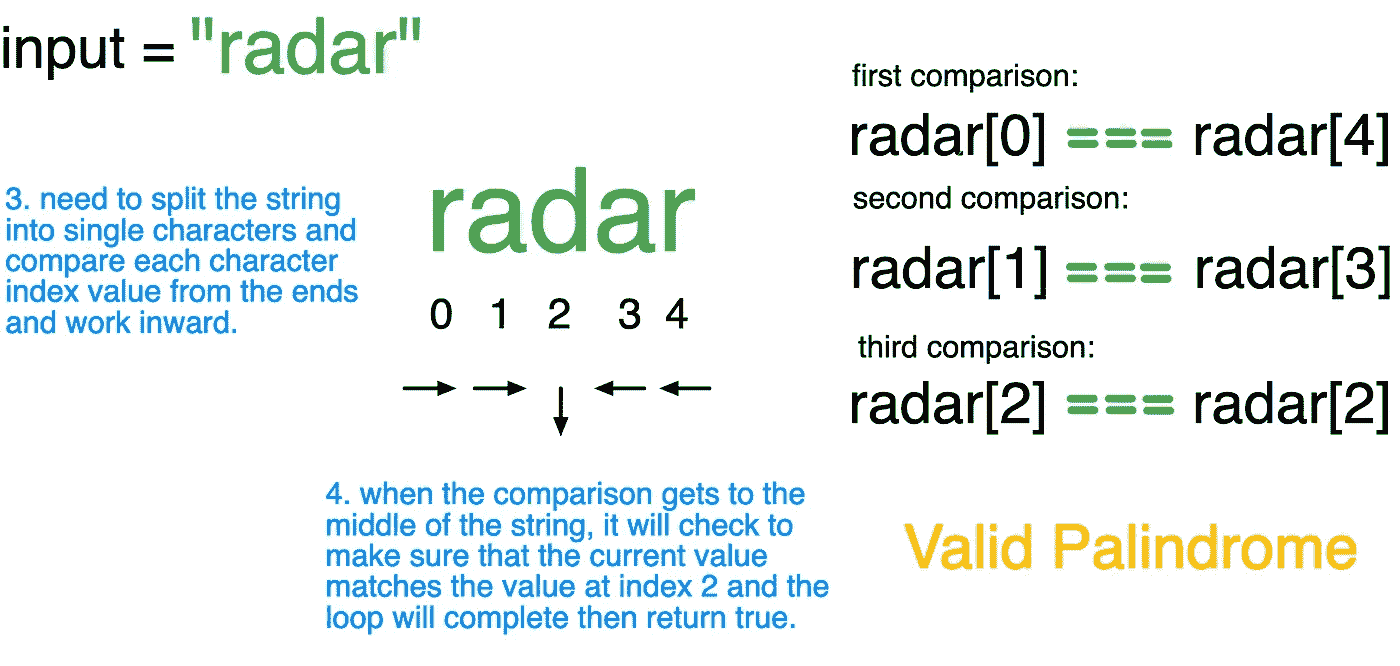 input = "radar"
3. need to split the string
into single characters and
compare each character
index value from the ends
and work inward.
radar
0 1 2 3 4
4. when the comparison gets to the
middle of the string, it will check to
make sure that the current value
matches the value at index 2 and the
loop will complete then return true.
first comparison:
radar[0] === radar[4]
second comparison:
radar[1] === radar[3]
third comparison:
radar[2] === radar[2]
Valid Palindrome